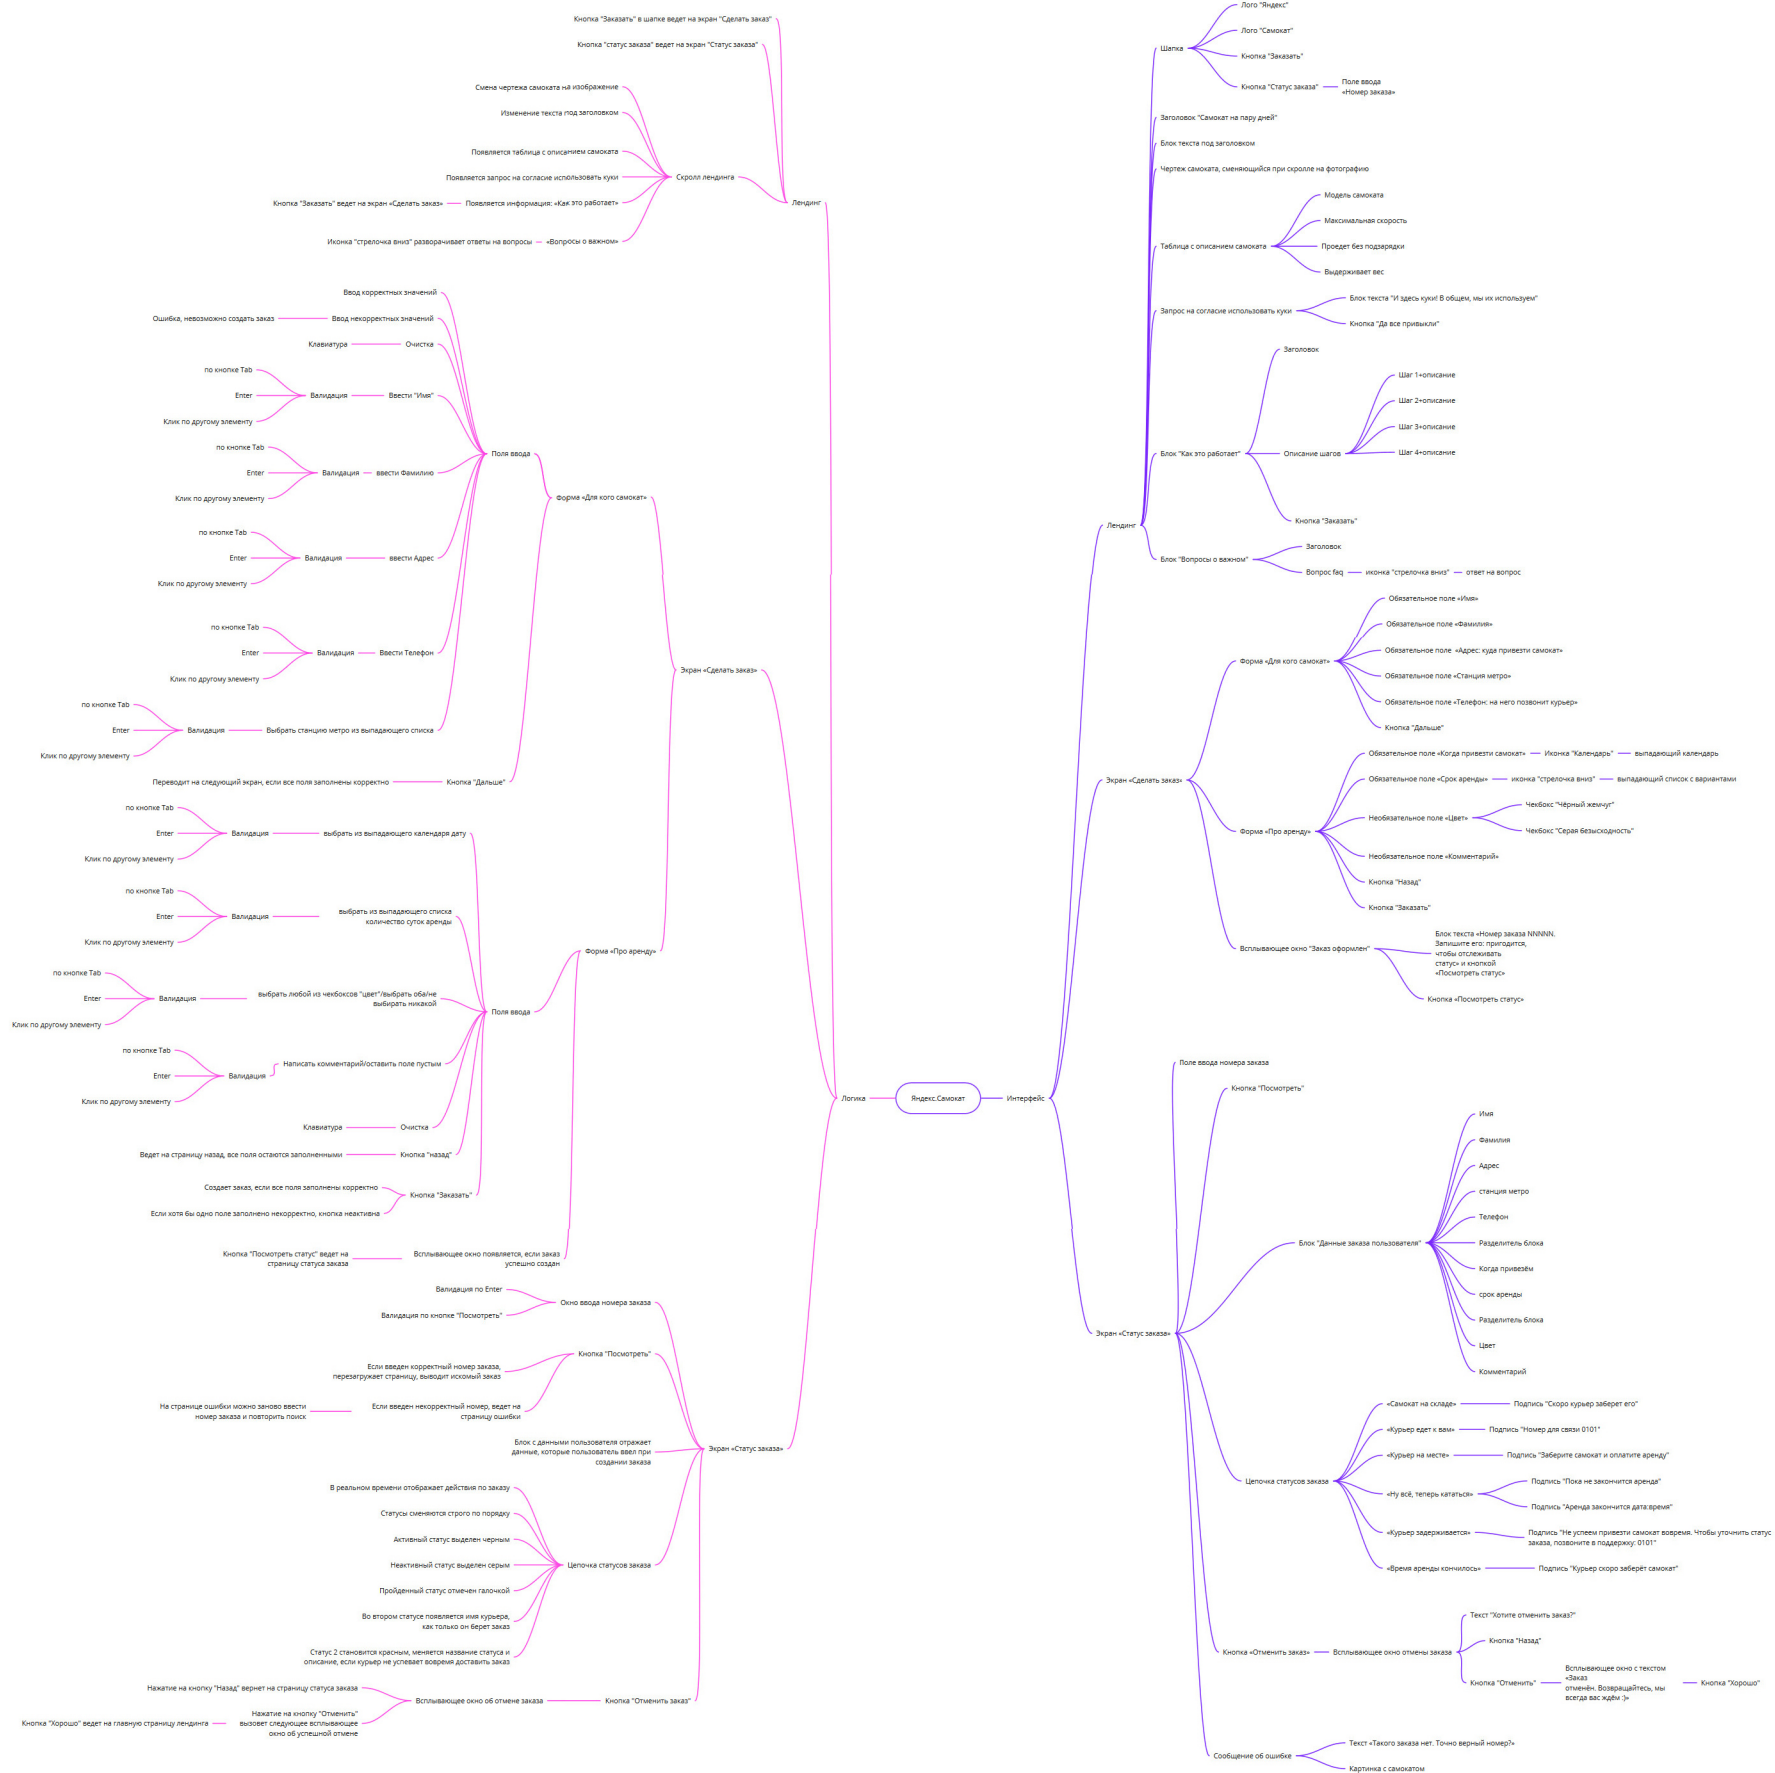 Яндекс.Самокат
Логика
Лендинг
Кнопка "Заказать" в шапке ведет на экран "Сделать заказ"
Кнопка "статус заказа" ведет на экран "Статус заказа"
Скролл лендинга
Смена чертежа самоката на изображение
Изменение текста под заголовком
Появляется таблица с описанием самоката
Появляется запрос на согласие использовать куки
Появляется информация: «Как это работает»
Кнопка "Заказать" ведет на экран «Сделать заказ»
«Вопросы о важном»
Иконка "стрелочка вниз" разворачивает ответы на вопросы
Экран «Сделать заказ»
Форма «Для кого самокат»
Поля ввода
Ввод корректных значений
Ввод некорректных значений
Ошибка, невозможно создать заказ
Очистка
Клавиатура
Ввести "Имя"
Валидация
по кнопке Tab
Enter
Клик по другому элементу
ввести Фамилию
Валидация
по кнопке Tab
Enter
Клик по другому элементу
ввести Адрес
Валидация
по кнопке Tab
Enter
Клик по другому элементу
Ввести Телефон
Валидация
по кнопке Tab
Enter
Клик по другому элементу
Выбрать станцию метро из выпадающего списка
Валидация
по кнопке Tab
Enter
Клик по другому элементу
Кнопка "Дальше"
Переводит на следующий экран, если все поля заполнены корректно
Форма «Про аренду»
Поля ввода
выбрать из выпадающего календаря дату
Валидация
по кнопке Tab
Enter
Клик по другому элементу
выбрать из выпадающего списка
количество суток аренды
Валидация
по кнопке Tab
Enter
Клик по другому элементу
выбрать любой из чекбоксов "цвет"/выбрать оба/не
выбирать никакой
Валидация
по кнопке Tab
Enter
Клик по другому элементу
Написать комментарий/оставить поле пустым
Валидация
по кнопке Tab
Enter
Клик по другому элементу
Очистка
Клавиатура
Кнопка "назад"
Ведет на страницу назад, все поля остаются заполненными
Кнопка "Заказать"
Создает заказ, если все поля заполнены корректно
Если хотя бы одно поле заполнено некорректно, кнопка неактивна
Всплывающее окно появляется, если заказ
успешно создан
Кнопка "Посмотреть статус" ведет на
страницу статуса заказа
Экран «Статус заказа»
Окно ввода номера заказа
Валидация по Enter
Валидация по кнопке "Посмотреть"
Кнопка "Посмотреть"
Если введен корректный номер заказа,
перезагружает страницу, выводит искомый заказ
Если введен некорректный номер, ведет на
страницу ошибки
На странице ошибки можно заново ввести
номер заказа и повторить поиск
Блок с данными пользователя отражает
данные, которые пользователь ввел при
создании заказа
Цепочка статусов заказа
В реальном времени отображает действия по заказу
Статусы сменяются строго по порядку
Активный статус выделен черным
Неактивный статус выделен серым
Пройденный статус отмечен галочкой
Во втором статусе появляется имя курьера,
как только он берет заказ
Статус 2 становится красным, меняется название статуса и
описание, если курьер не успевает вовремя доставить заказ
Кнопка "Отменить заказ"
Всплывающее окно об отмене заказа
Нажатие на кнопку "Назад" вернет на страницу статуса заказа
Нажатие на кнопку "Отменить"
вызовет следующее всплывающее
окно об успешной отмене
Кнопка "Хорошо" ведет на главную страницу лендинга
Интерфейс
Лендинг
Шапка
Лого "Яндекс"
Лого "Самокат"
Кнопка "Заказать"
Кнопка "Статус заказа"
Поле ввода
«Номер заказа»
Заголовок "Самокат на пару дней"
Блок текста под заголовком
Чертеж самоката, сменяющийся при скролле на фотографию
Таблица с описанием самоката
Модель самоката
Максимальная скорость
Проедет без подзарядки
Выдерживает вес
Запрос на согласие использовать куки
Блок текста "И здесь куки! В общем, мы их используем"
Кнопка "Да все привыкли"
Блок "Как это работает"
Заголовок
Описание шагов
Шаг 1+описание
Шаг 2+описание
Шаг 3+описание
Шаг 4+описание
Кнопка "Заказать"
Блок "Вопросы о важном"
Заголовок
Вопрос faq
иконка "стрелочка вниз"
ответ на вопрос
Экран «Сделать заказ»
Форма «Для кого самокат»
Обязательное поле «Имя»
Обязательное поле «Фамилия»
Обязательное поле «Адрес: куда привезти самокат»
Обязательное поле «Станция метро»
Обязательное поле «Телефон: на него позвонит курьер»
Кнопка "Дальше"
Форма «Про аренду»
Обязательное поле «Когда привезти самокат»
Иконка "Календарь"
выпадающий календарь
Обязательное поле «Срок аренды»
иконка "стрелочка вниз"
выпадающий список с вариантами
Необязательное поле «Цвет»
Чекбокс "Чёрный жемчуг"
Чекбокс "Серая безысходность"
Необязательное поле «Комментарий»
Кнопка "Назад"
Кнопка "Заказать"
Всплывающее окно "Заказ оформлен"
Блок текста «Номер заказа NNNNN.
Запишите его: пригодится,
чтобы отслеживать
статус» и кнопкой
«Посмотреть статус»
Кнопка «Посмотреть статус»
Экран «Статус заказа»
Поле ввода номера заказа
Кнопка "Посмотреть"
Блок "Данные заказа пользователя"
Имя
Фамилия
Адрес
станция метро
Телефон
Разделитель блока
Когда привезём
срок аренды
Разделитель блока
Цвет
Комментарий
Цепочка статусов заказа
«Самокат на складе»
Подпись "Скоро курьер заберет его"
«Курьер едет к вам»
Подпись "Номер для связи 0101"
«Курьер на месте»
Подпись "Заберите самокат и оплатите аренду"
«Ну всё, теперь кататься»
Подпись "Пока не закончится аренда"
Подпись "Аренда закончится дата:время"
«Курьер задерживается»
Подпись "Не успеем привезти самокат вовремя. Чтобы уточнить статус
заказа, позвоните в поддержку: 0101"
«Время аренды кончилось»
Подпись "Курьер скоро заберёт самокат"
Кнопка «Отменить заказ»
Всплывающее окно отмены заказа
Текст "Хотите отменить заказ?"
Кнопка "Назад"
Кнопка "Отменить"
Всплывающее окно с текстом
«Заказ
отменён. Возвращайтесь, мы
всегда вас ждём :)»
Кнопка "Хорошо"
Сообщение об ошибке
Текст «Такого заказа нет. Точно верный номер?»
Картинка с самокатом